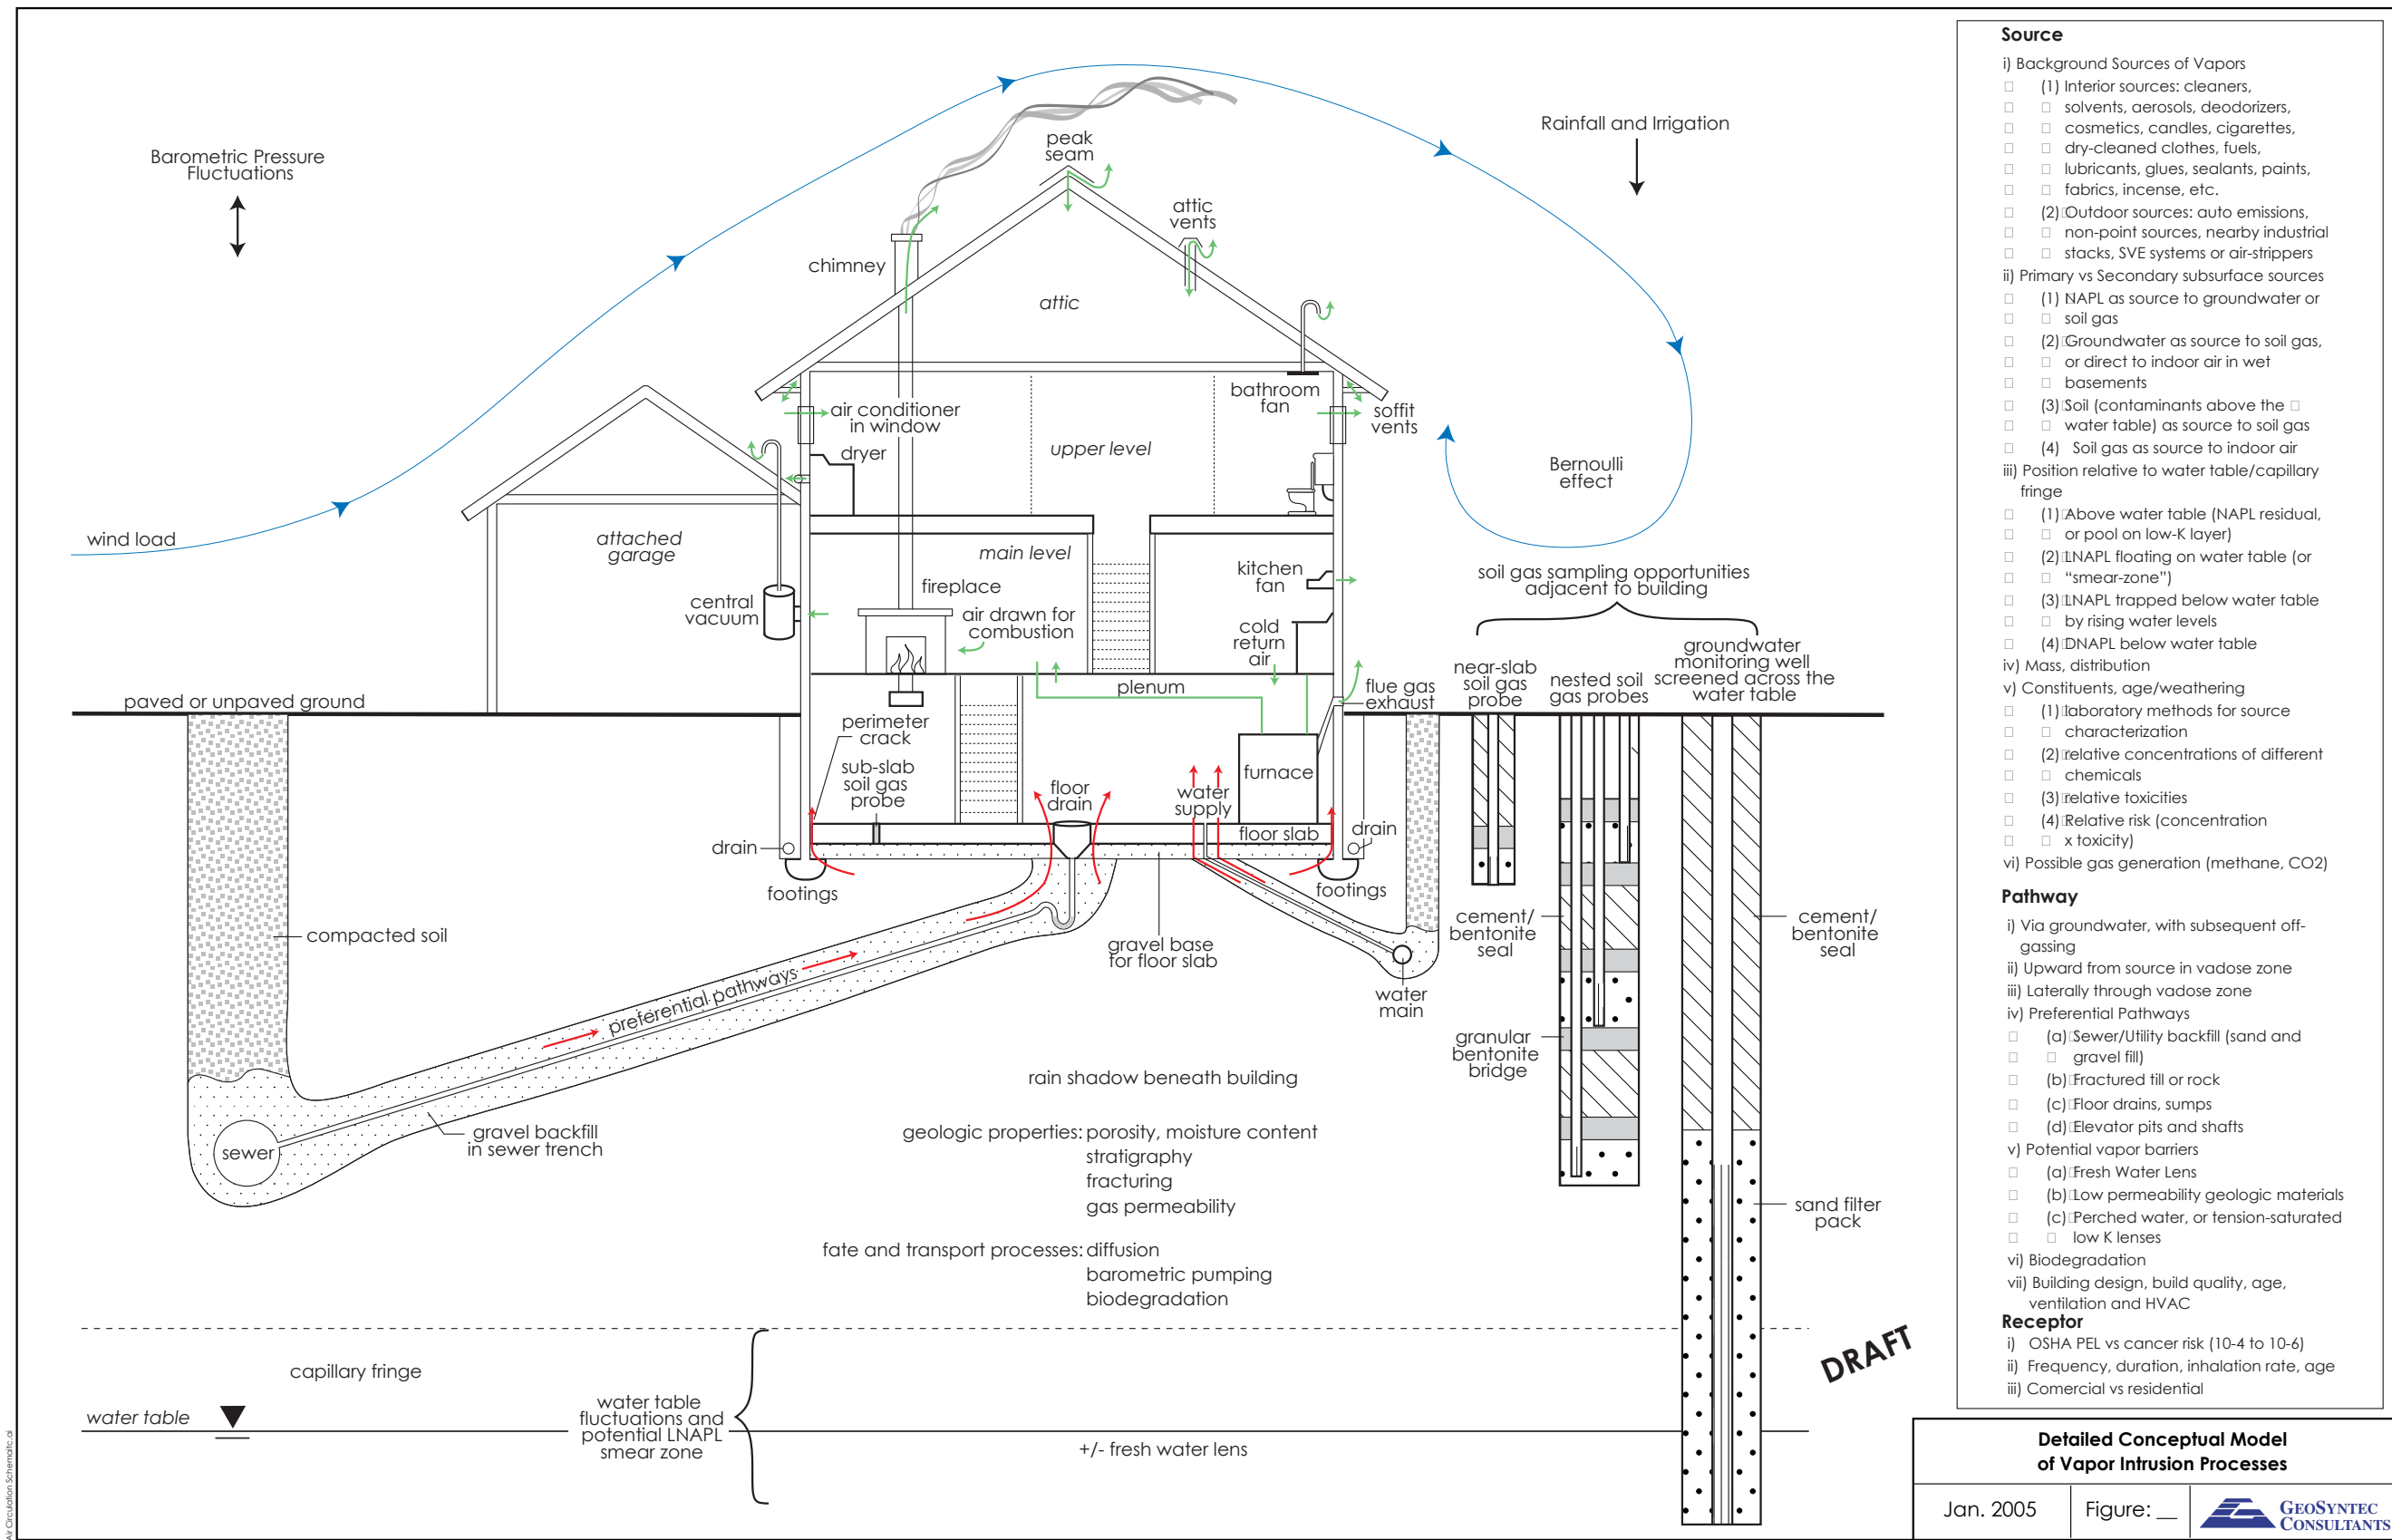 Barometric Pressure
Fluctuations
Rainfall and Irrigation
peak
seam
attic
vents
chimney
attic
bathroom
fan
air conditioner
in window
soffit
vents
dryer
upper level
Bernoulli
effect
wind load
attached
garage
main level
fireplace
kitchen
fan
central
vacuum
air drawn for
combustion
cold
return
air
soil gas sampling opportunities
adjacent to building
near-slab
soil gas
probe
nested soil
gas probes
groundwater
monitoring well
screened across the
water table
paved or unpaved ground
plenum
flue gas
exhaust
perimeter
crack
sub-slab
soil gas
probe
floor
drain
water
supply
furnace
floor slab
drain
drain
footings
footings
compacted soil
gravel base
for floor slab
cement/
bentonite
seal
cement/
bentonite
seal
preferential pathways
water
main
granular
bentonite
bridge
rain shadow beneath building
gravel backfill
in sewer trench
sewer
geologic properties: porosity, moisture content
stratigraphy
fracturing
gas permeability
sand filter
pack
fate and transport processes: diffusion
barometric pumping
biodegradation
capillary fringe
water table
water table
fluctuations and
potential LNAPL
smear zone
+/- fresh water lens
DRAFT
Air Circulation Schemaitc.ai
Source
i) Background Sources of Vapors
(1) Interior sources: cleaners,
solvents, aerosols, deodorizers,
cosmetics, candles, cigarettes,
dry-cleaned clothes, fuels,
lubricants, glues, sealants, paints,
fabrics, incense, etc.
(2) Outdoor sources: auto emissions,
non-point sources, nearby industrial
stacks, SVE systems or air-strippers
ii) Primary vs Secondary subsurface sources
(1) NAPL as source to groundwater or
soil gas
(2) Groundwater as source to soil gas,
or direct to indoor air in wet
basements
(3) Soil (contaminants above the
water table) as source to soil gas
(4) Soil gas as source to indoor air
iii) Position relative to water table/capillary
fringe
(1) Above water table (NAPL residual,
or pool on low-K layer)
(2) LNAPL floating on water table (or
“smear-zone”)
(3) LNAPL trapped below water table
by rising water levels
(4) DNAPL below water table
iv) Mass, distribution
v) Constituents, age/weathering
(1) laboratory methods for source
characterization
(2) relative concentrations of different
chemicals
(3) relative toxicities
(4) Relative risk (concentration
x toxicity)
vi) Possible gas generation (methane, CO2)
Pathway
i) Via groundwater, with subsequent off-
gassing
ii) Upward from source in vadose zone
iii) Laterally through vadose zone
iv) Preferential Pathways
(a) Sewer/Utility backfill (sand and
gravel fill)
(b) Fractured till or rock
(c) Floor drains, sumps
(d) Elevator pits and shafts
v) Potential vapor barriers
(a) Fresh Water Lens
(b) Low permeability geologic materials
(c) Perched water, or tension-saturated
low K lenses
vi) Biodegradation
vii) Building design, build quality, age,
ventilation and HVAC
Receptor
i) OSHA PEL vs cancer risk (10-4 to 10-6)
ii) Frequency, duration, inhalation rate, age
iii) Comercial vs residential
Detailed Conceptual Model
of Vapor Intrusion Processes
Jan. 2005
Figure: __
GEOSYNTEC
CONSULTANTS